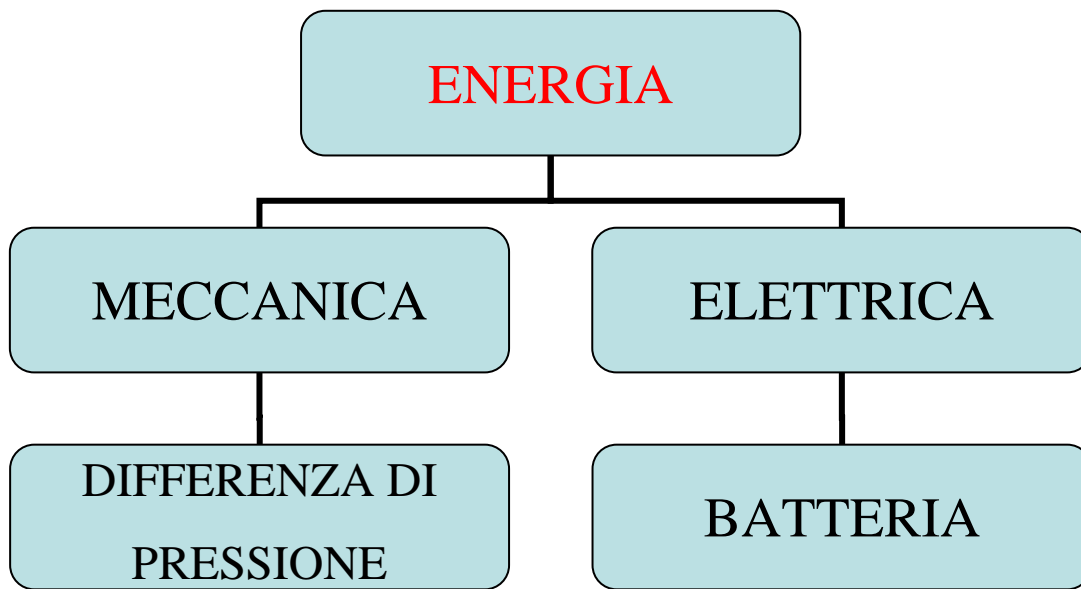 ENERGIA
MECCANICA
ELETTRICA
DIFFERENZA DI
PRESSIONE
BATTERIA